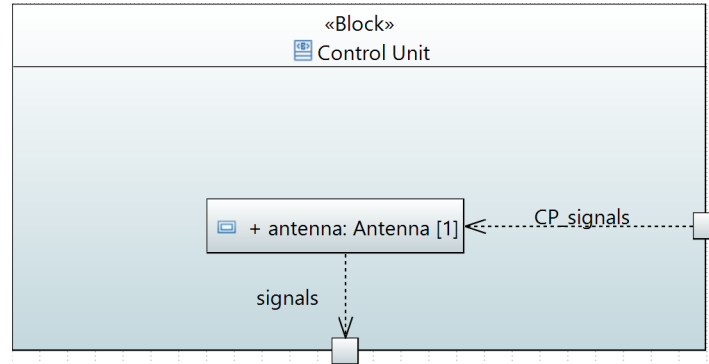 «Block»
Control Unit
CP_signals
+ antenna: Antenna [1]
signals